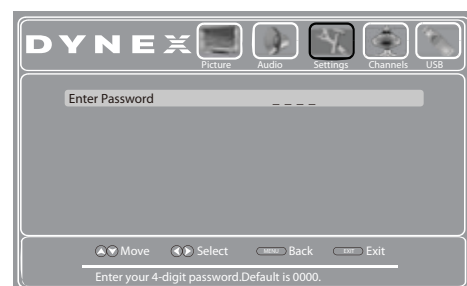 DYNEX
Picture Audio Settings Channels USB
Enter Password _ _ _ _
Move Select MENU Back EXIT Exit
Enter your 4-digit password.Default is 0000.